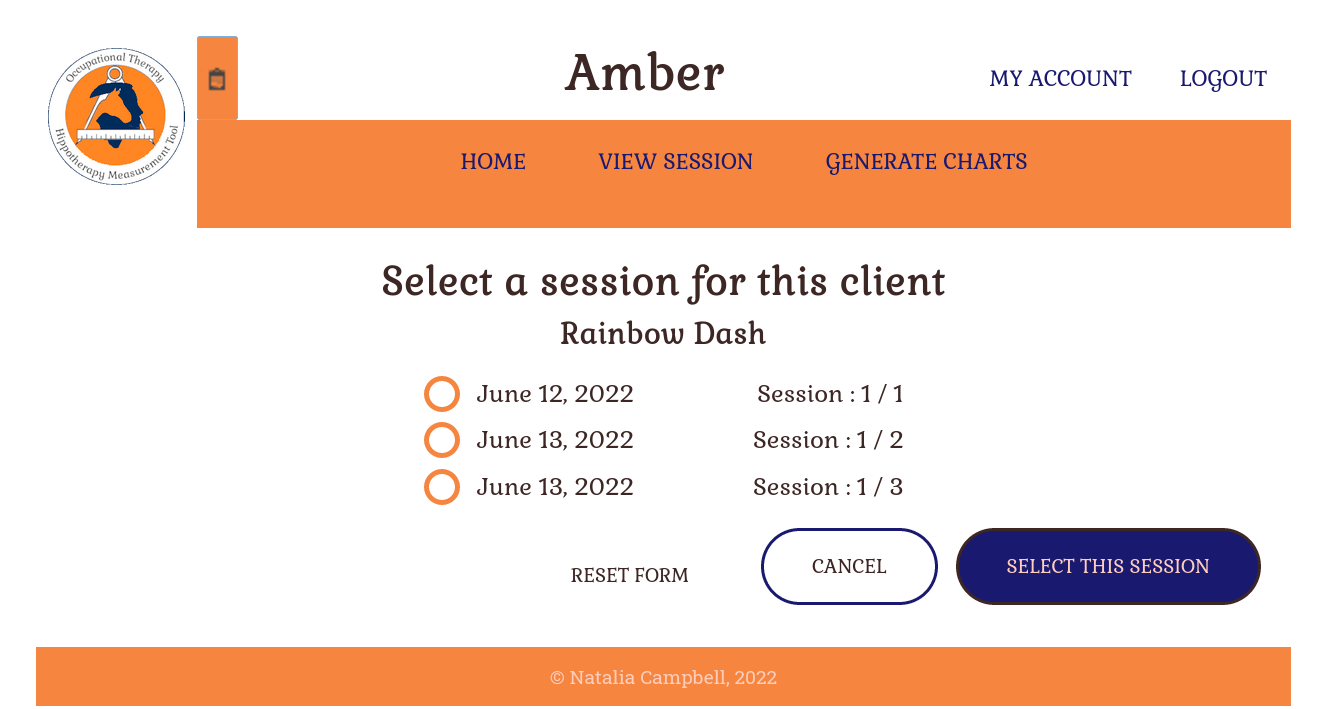 Occupational Therapy
Hippotherapy Measurement Tool
Amber
MY ACCOUNT LOGOUT
HOME VIEW SESSION GENERATE CHARTS
Select a session for this client
Rainbow Dash
June 12, 2022 Session : 1 / 1
June 13, 2022 Session : 1 / 2
June 13, 2022 Session : 1 / 3
RESET FORM CANCEL SELECT THIS SESSION
© Natalia Campbell, 2022